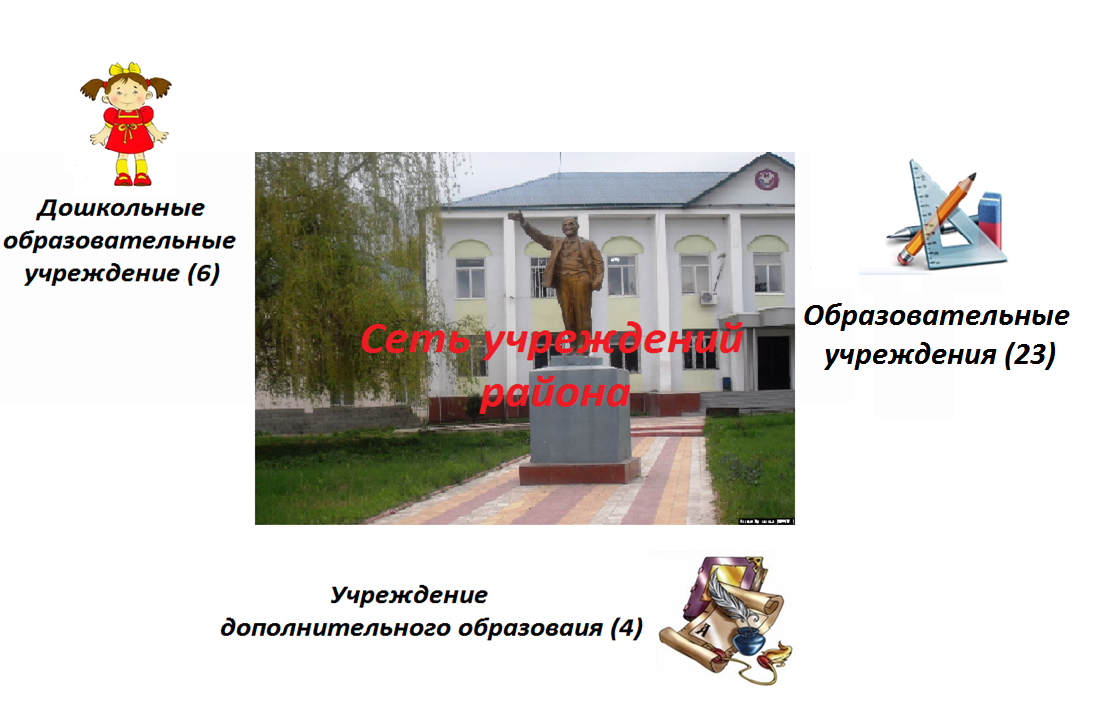 Дошкольные
образовательные
учреждение (6)
Сеть учреждений
района
Образовательные
учреждения (23)
Учреждение
дополнительного образоваия (4)
А